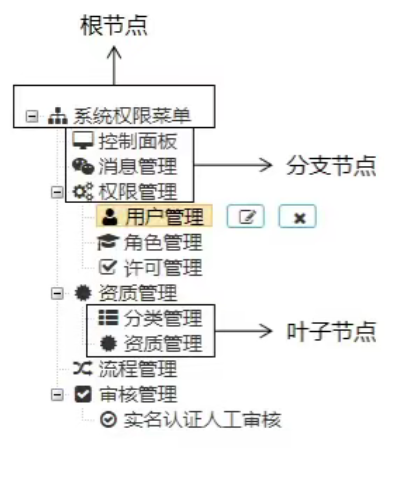 根节点
系统权限菜单
控制面板
消息管理
分支节点
权限管理
用户管理
角色管理
许可管理
资质管理
分类管理
叶子节点
资质管理
流程管理
审核管理
实名认证人工审核